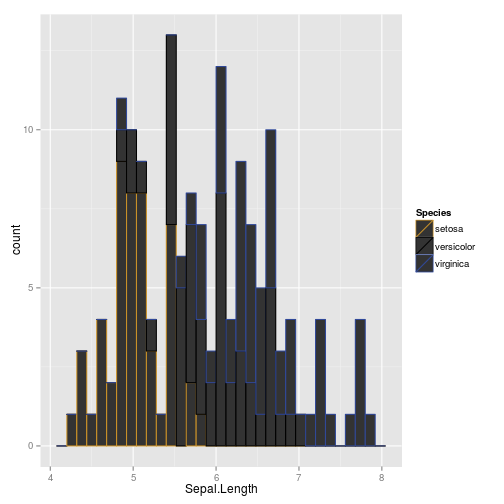 count
10
5
0
4
5
6
7
8
Sepal.Length
Species
setosa
versicolor
virginica